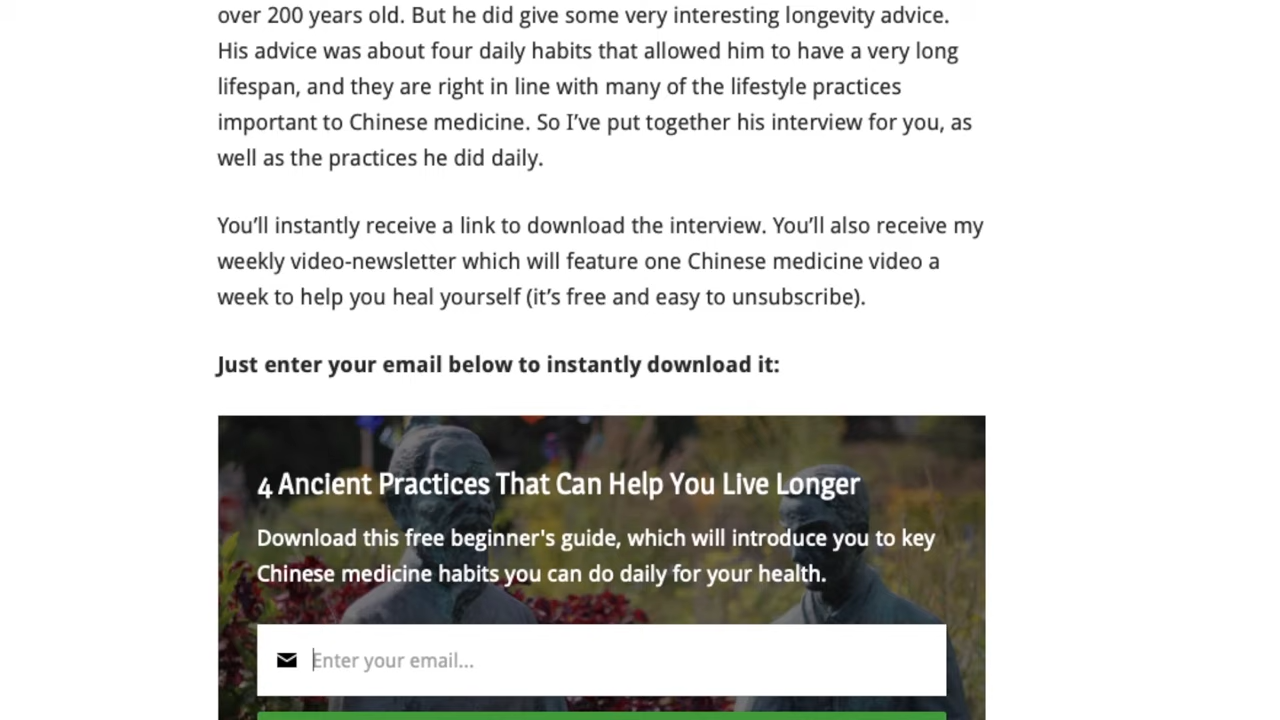 over 200 years old. But he did give some very interesting longevity advice.
His advice was about four daily habits that allowed him to have a very long
lifespan, and they are right in line with many of the lifestyle practices
important to Chinese medicine. So I’ve put together his interview for you, as
well as the practices he did daily.
You’ll instantly receive a link to download the interview. You’ll also receive my
weekly video-newsletter which will feature one Chinese medicine video a
week to help you heal yourself (it’s free and easy to unsubscribe).
Just enter your email below to instantly download it:
4 Ancient Practices That Can Help You Live Longer
Download this free beginner's guide, which will introduce you to key
Chinese medicine habits you can do daily for your health.
Enter your email...